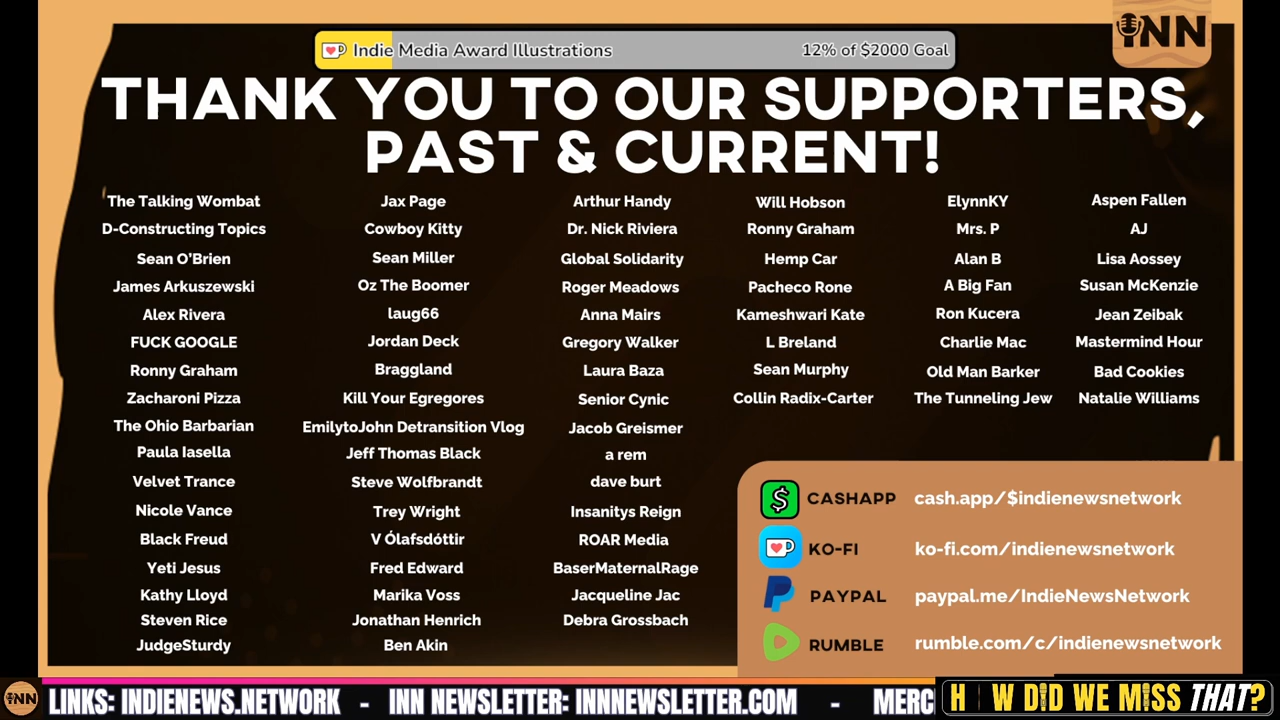 Indie Media Award Illustrations 12% of $2000 Goal
INN
THANK YOU TO OUR SUPPORTERS,
PAST & CURRENT!
The Talking Wombat
D-Constructing Topics
Sean O'Brien
James Arkuszewski
Alex Rivera
FUCK GOOGLE
Ronny Graham
Zacharoni Pizza
The Ohio Barbarian
Paula Iasella
Velvet Trance
Nicole Vance
Black Freud
Yeti Jesus
Kathy Lloyd
Steven Rice
JudgeSturdy
Jax Page
Cowboy Kitty
Sean Miller
Oz The Boomer
laug66
Jordan Deck
Braggland
Kill Your Egregores
EmilytoJohn Detransition Vlog
Jeff Thomas Black
Steve Wolfbrandt
Trey Wright
V Ólafsdóttir
Fred Edward
Marika Voss
Jonathan Henrich
Ben Akin
Arthur Handy
Dr. Nick Riviera
Global Solidarity
Roger Meadows
Anna Mairs
Gregory Walker
Laura Baza
Senior Cynic
Jacob Greismer
a rem
dave burt
Insanitys Reign
ROAR Media
BaserMaternalRage
Jacqueline Jac
Debra Grossbach
Will Hobson
Ronny Graham
Hemp Car
Pacheco Rone
Kameshwari Kate
L Breland
Sean Murphy
Collin Radix-Carter
ElynnKY
Mrs. P
Alan B
A Big Fan
Ron Kucera
Charlie Mac
Old Man Barker
The Tunneling Jew
Aspen Fallen
AJ
Lisa Aossey
Susan McKenzie
Jean Zeibak
Mastermind Hour
Bad Cookies
Natalie Williams
CASHAPP cash.app/$indienewsnetwork
KO-FI ko-fi.com/indienewsnetwork
PAYPAL paypal.me/IndieNewsNetwork
RUMBLE rumble.com/c/indienewsnetwork
INN LINKS: INDIENEWS.NETWORK - INN NEWSLETTER: INNNEWSLETTER.COM - MERC
H W DID WE MISS THAT?